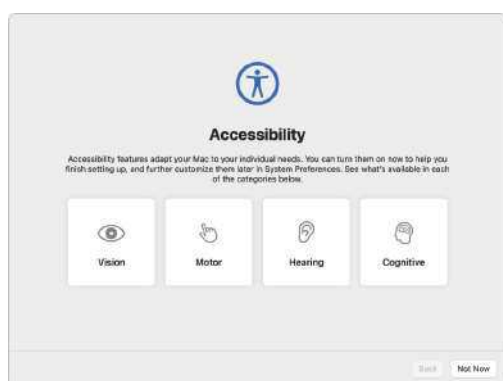 Accessibility
Accessibility features adapt your Mac to your individual needs. You can turn them on now to help you
finish setting up, and further customize them later in System Preferences. See what's available in each
of the categories below.
Vision
Motor
Hearing
Cognitive
Back
Not Now